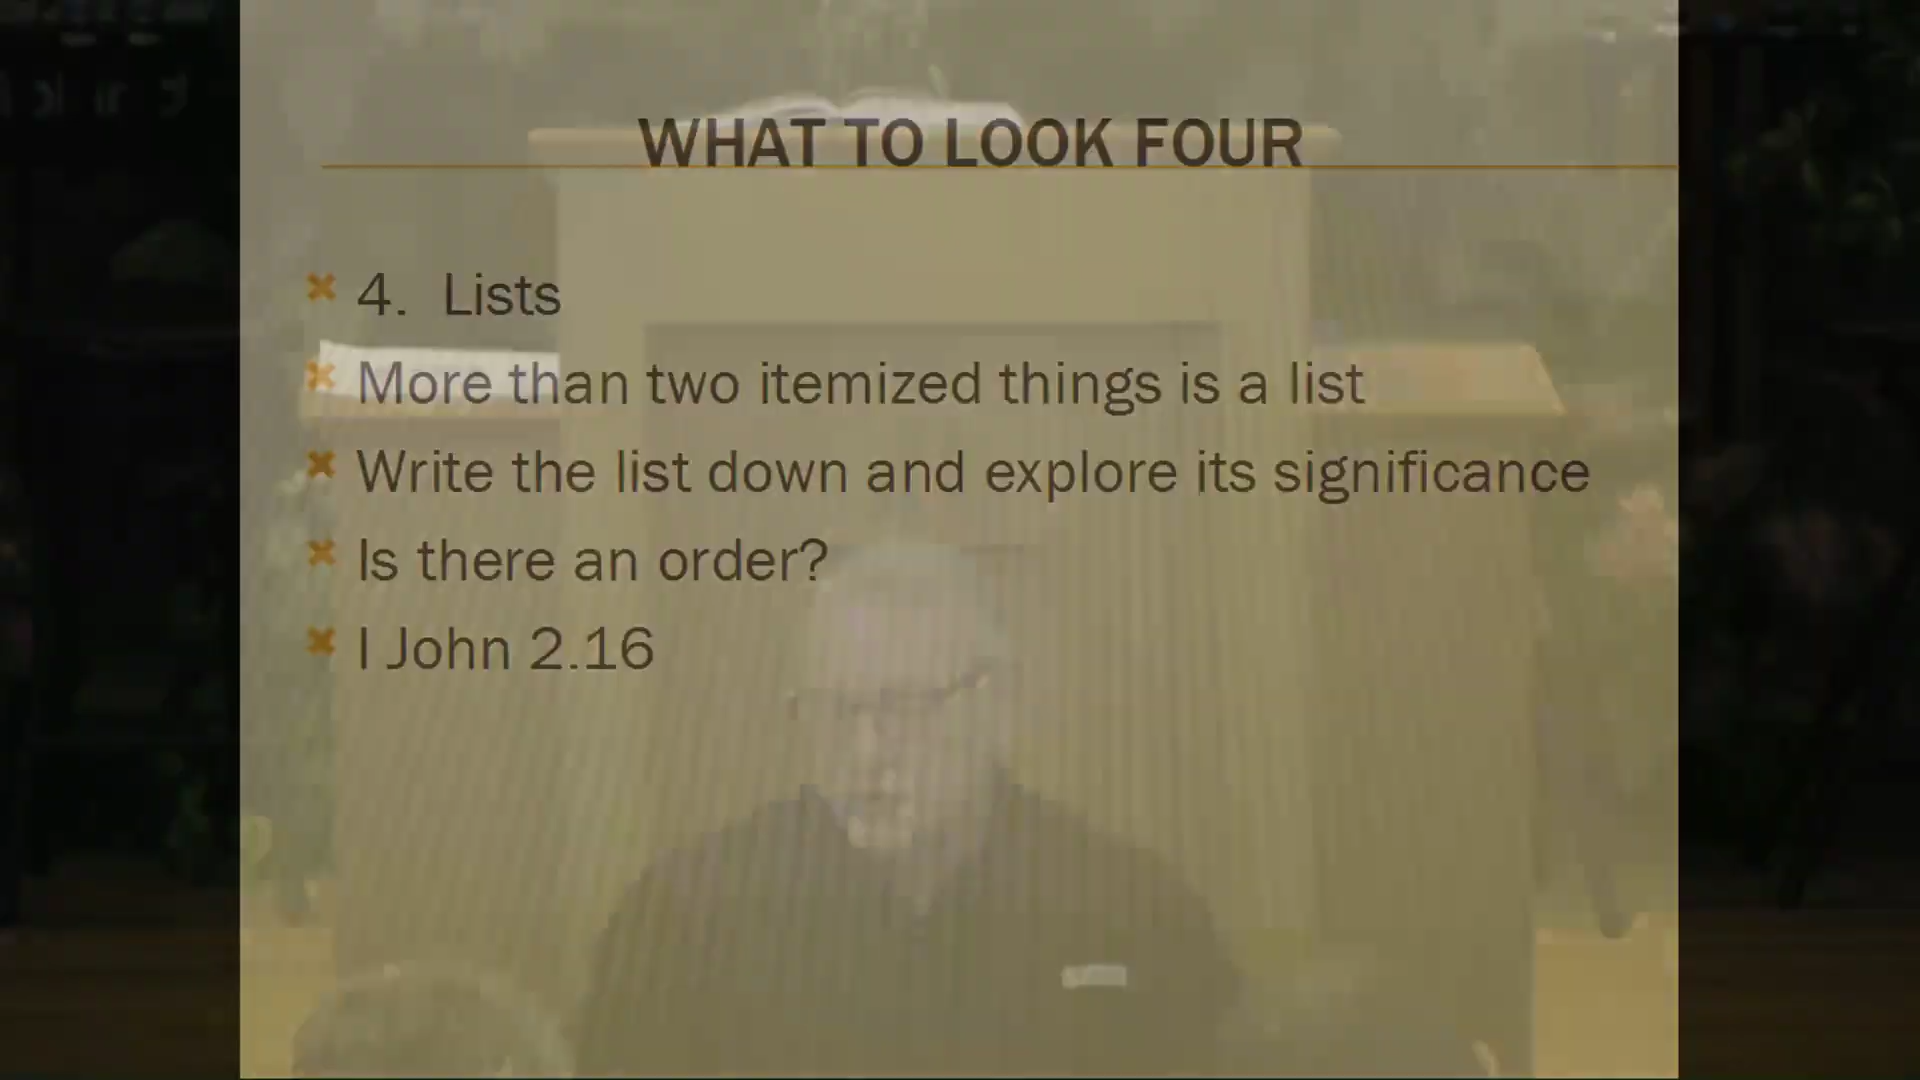 WHAT TO LOOK FOUR
4. Lists
More than two itemized things is a list
Write the list down and explore its significance
Is there an order?
I John 2.16